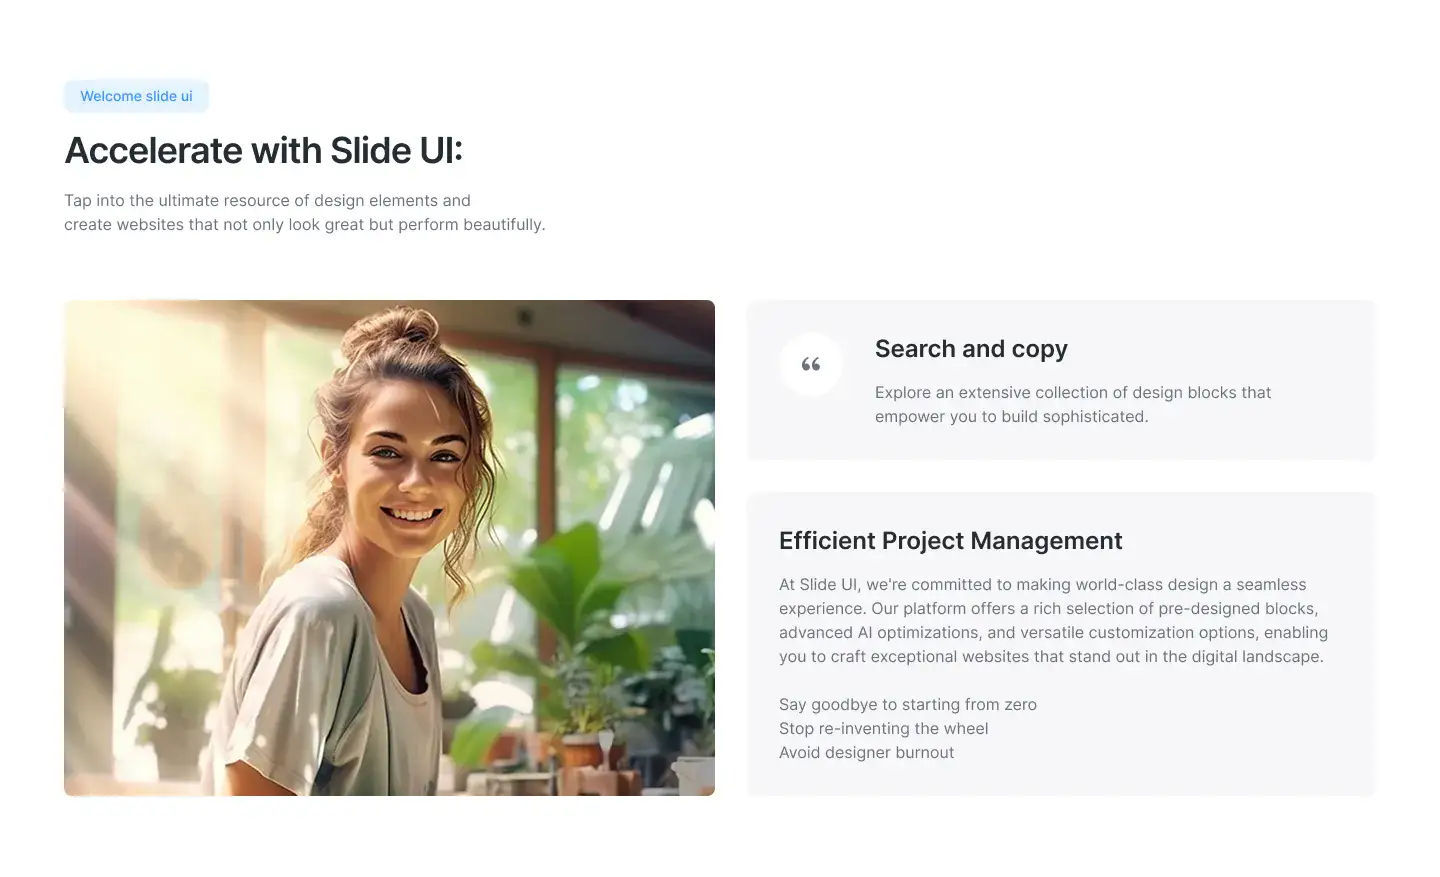 Welcome slide ui
Accelerate with Slide UI:
Tap into the ultimate resource of design elements and
create websites that not only look great but perform beautifully.
“
Search and copy
Explore an extensive collection of design blocks that
empower you to build sophisticated.
Efficient Project Management
At Slide UI, we're committed to making world-class design a seamless
experience. Our platform offers a rich selection of pre-designed blocks,
advanced AI optimizations, and versatile customization options, enabling
you to craft exceptional websites that stand out in the digital landscape.
Say goodbye to starting from zero
Stop re-inventing the wheel
Avoid designer burnout